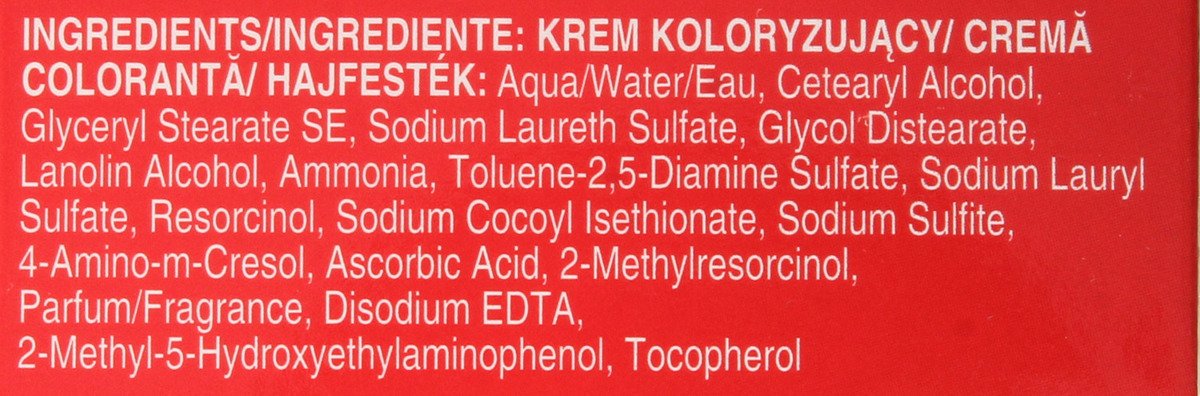 INGREDIENTS/INGREDIENTE: KREM KOLORYZUJĄCY/ CREMĂ
COLORANTĂ/ HAJFESTÉK: Aqua/Water/Eau, Cetearyl Alcohol,
Glyceryl Stearate SE, Sodium Laureth Sulfate, Glycol Distearate,
Lanolin Alcohol, Ammonia, Toluene-2,5-Diamine Sulfate, Sodium Lauryl
Sulfate, Resorcinol, Sodium Cocoyl Isethionate, Sodium Sulfite,
4-Amino-m-Cresol, Ascorbic Acid, 2-Methylresorcinol,
Parfum/Fragrance, Disodium EDTA,
2-Methyl-5-Hydroxyethylaminophenol, Tocopherol